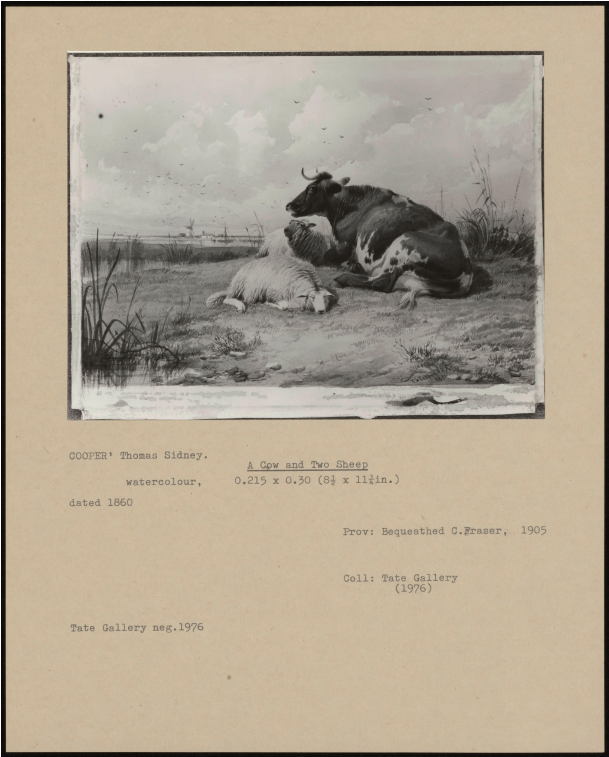 COOPER' Thomas Sidney.
A Cow and Two Sheep
watercolour, 0.215 x 0.30 (8½ x 11¾in.)
dated 1860
Prov: Bequeathed C.Fraser, 1905
Coll: Tate Gallery
(1976)
Tate Gallery neg.1976